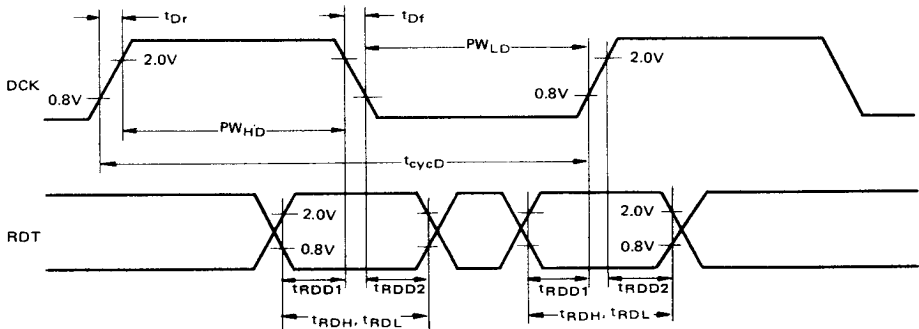 tDr
tDf
PWLD
DCK
2.0V
2.0V
0.8V
0.8V
PWHD
tcycD
RDT
2.0V
2.0V
0.8V
0.8V
tRDD1
tRDD2
tRDD1
tRDD2
tRDH, tRDL
tRDH, tRDL